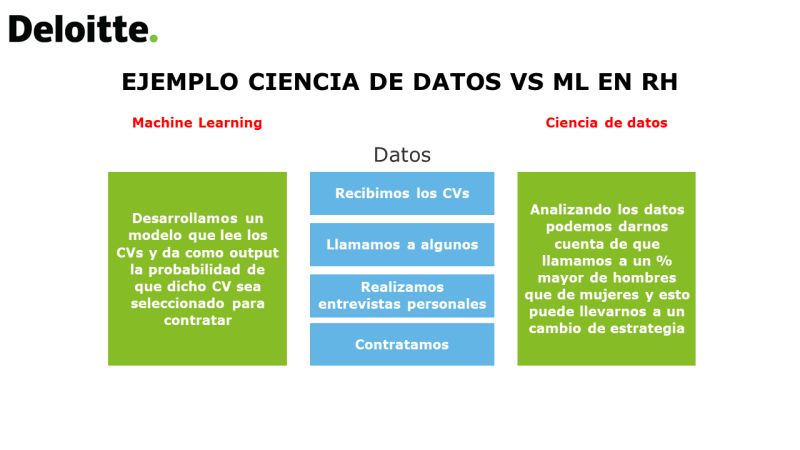 Deloitte.
EJEMPLO CIENCIA DE DATOS VS ML EN RH
Machine Learning
Desarrollamos un
modelo que lee los
CVs y da como output
la probabilidad de
que dicho CV sea
seleccionado para
contratar
Datos
Recibimos los CVs
Llamamos a algunos
Realizamos
entrevistas personales
Contratamos
Ciencia de datos
Analizando los datos
podemos darnos
cuenta de que
llamamos a un %
mayor de hombres
que de mujeres y esto
puede llevarnos a un
cambio de estrategia